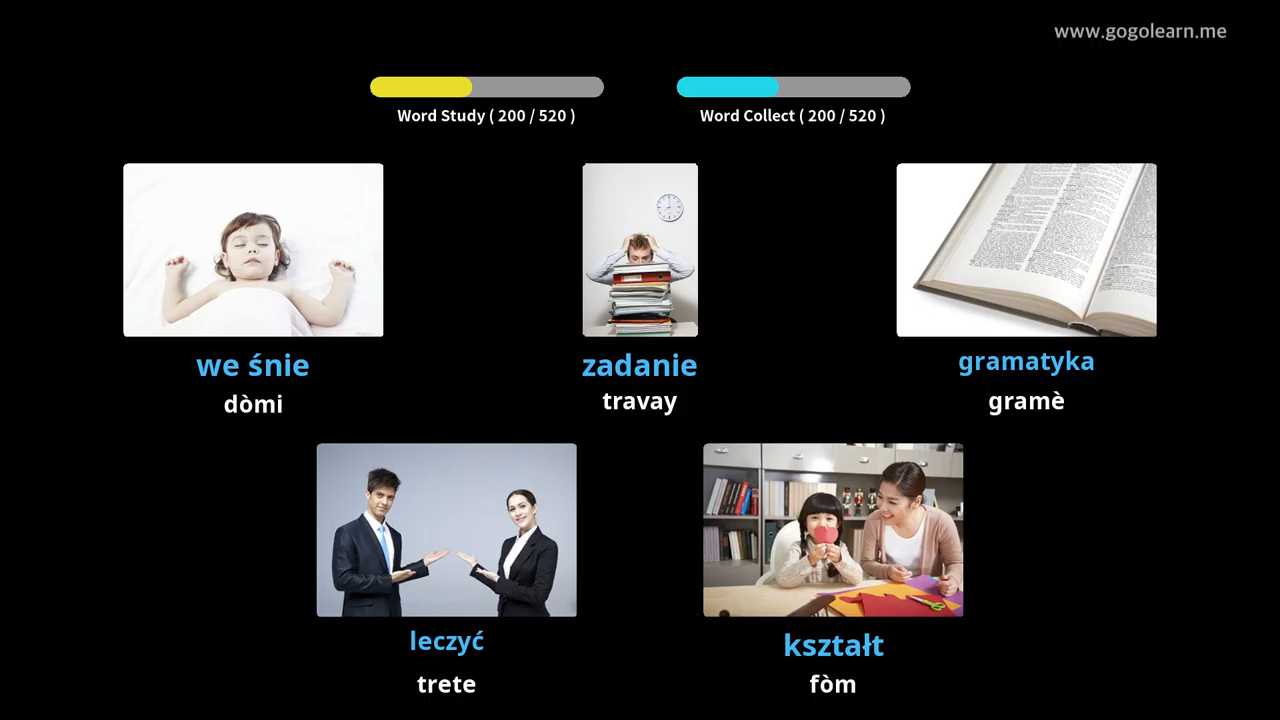 www.gogolearn.me
Word Study ( 200 / 520 )
Word Collect ( 200 / 520 )
we śnie
dòmi
zadanie
travay
gramatyka
gramè
leczyć
trete
kształt
fòm